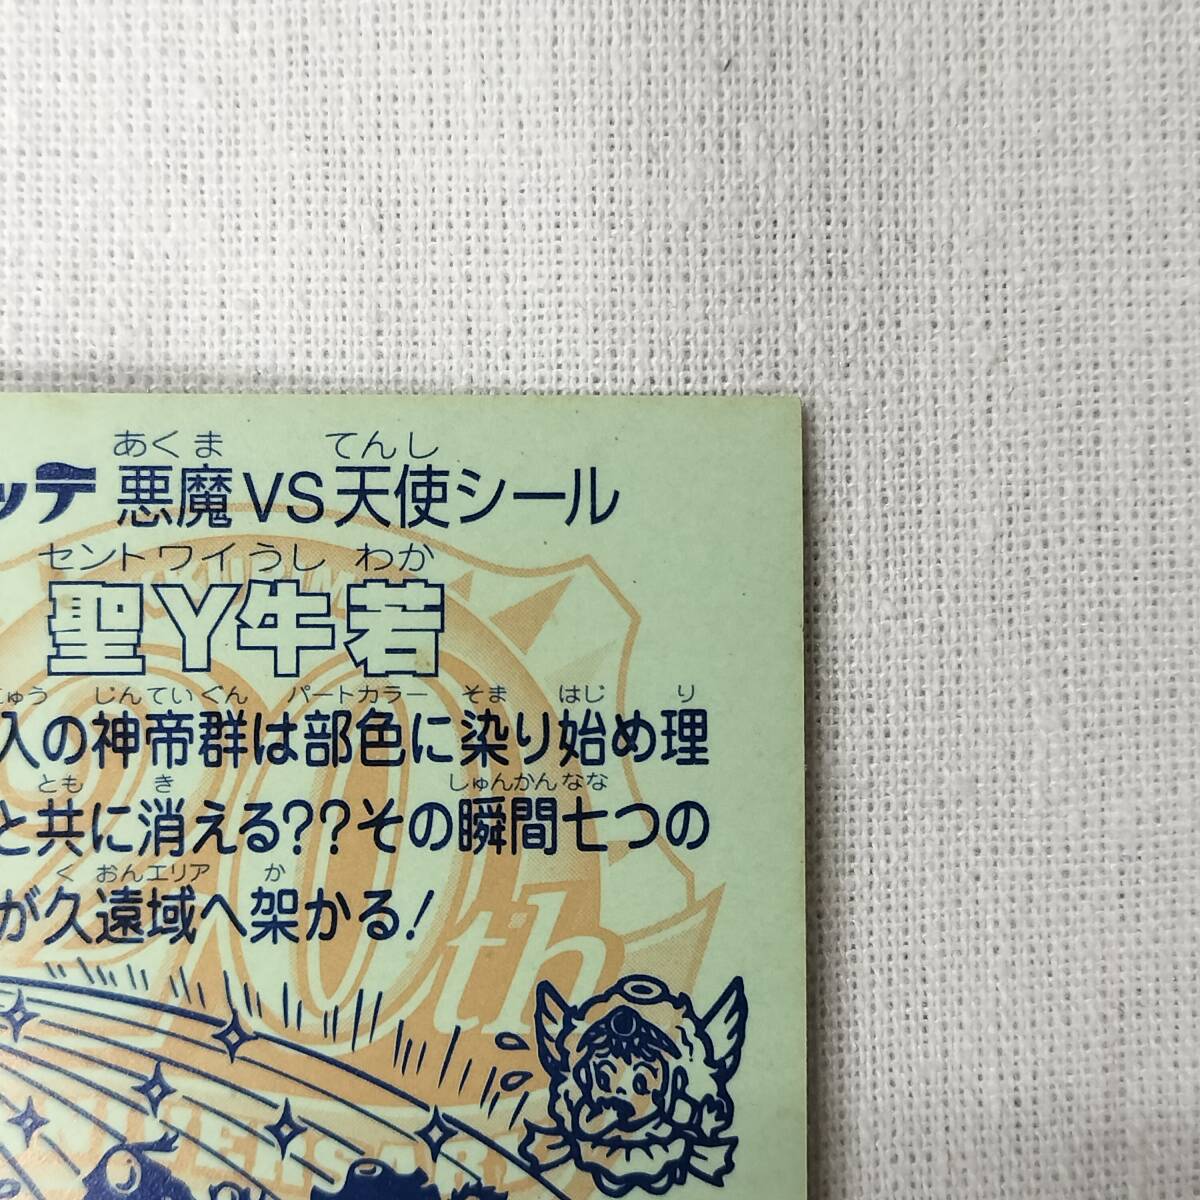 あくま てんし
ッテ 悪魔VS天使シール
セントワイうしわか
聖Y牛若
じんていぐん パートカラー そま はじ り
入の神帝群は部色に染り始め理
とも き しゅんかんなな
と共に消える??その瞬間七つの
く おんエリア か
が久遠域へ架かる!
20th